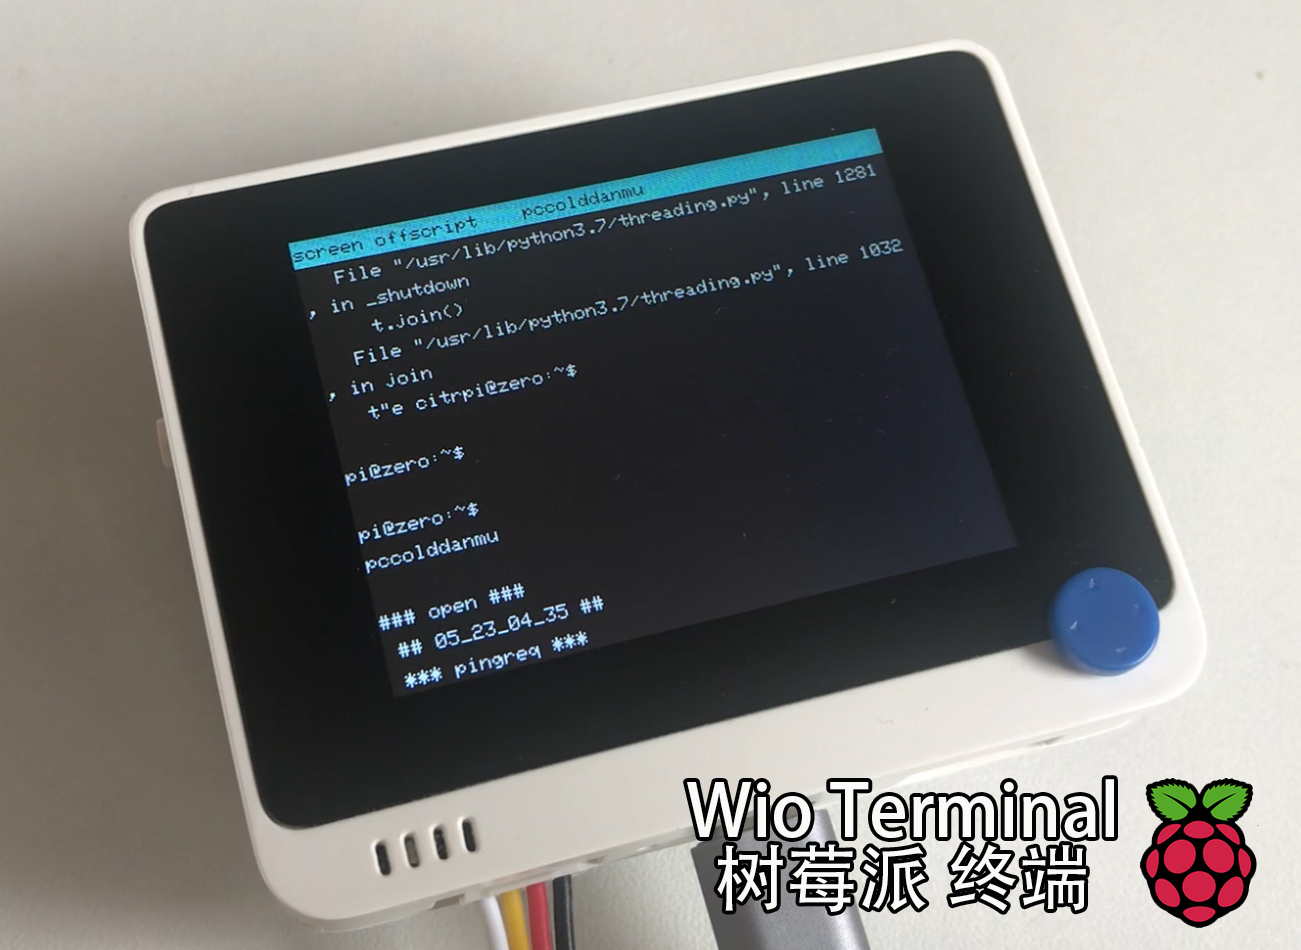 screen offscript pccolddanmu
File "/usr/lib/python3.7/threading.py", line 1281
, in _shutdown
t.join()
File "/usr/lib/python3.7/threading.py", line 1032
, in join
t"e citrpi@zero:~$
pi@zero:~$
pi@zero:~$
pccolddanmu
### open ###
## 05_23_04_35 ##
*** pingreq ***
Wio Terminal
树莓派 终端